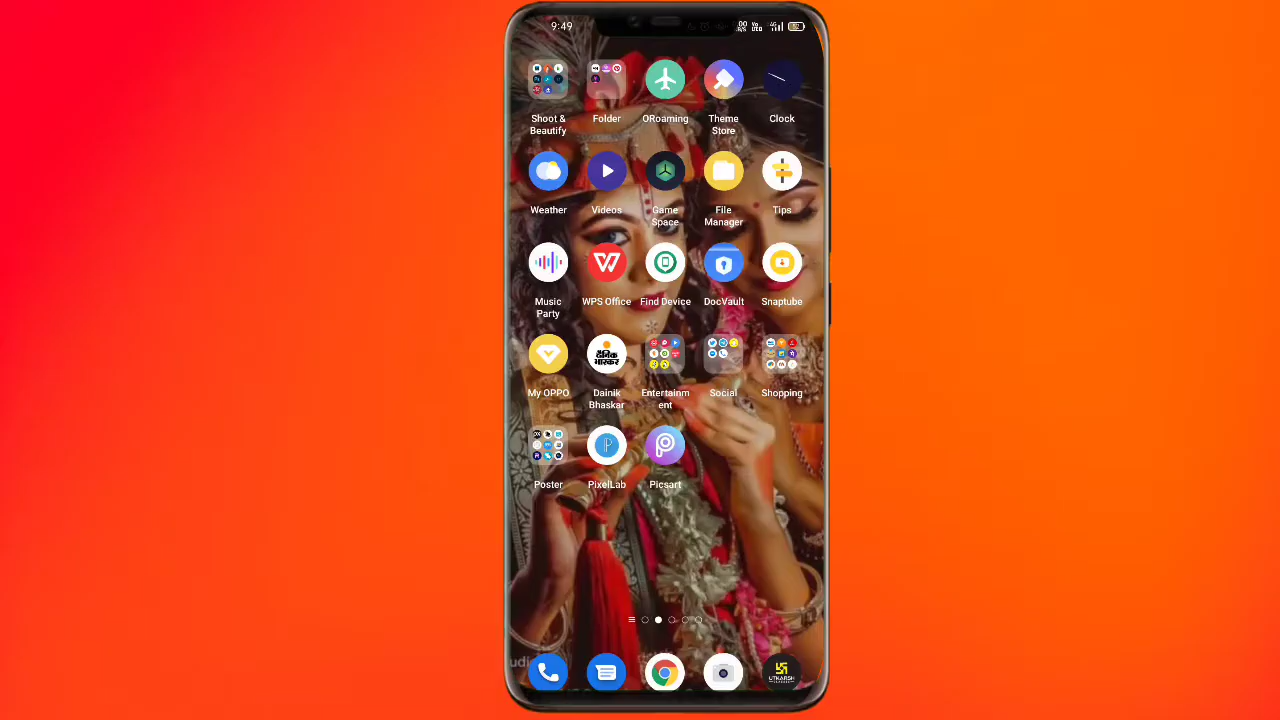 9:49
Shoot &
Beautify
Folder
ORoaming
Theme
Store
Clock
Weather
Videos
Game
Space
File
Manager
Tips
Music
Party
WPS Office
Find Device
DocVault
Snaptube
दैनिक
भास्कर
My OPPO
Dainik
Bhaskar
Entertainm
ent
Social
Shopping
Poster
PixelLab
Picsart
UTKARSH